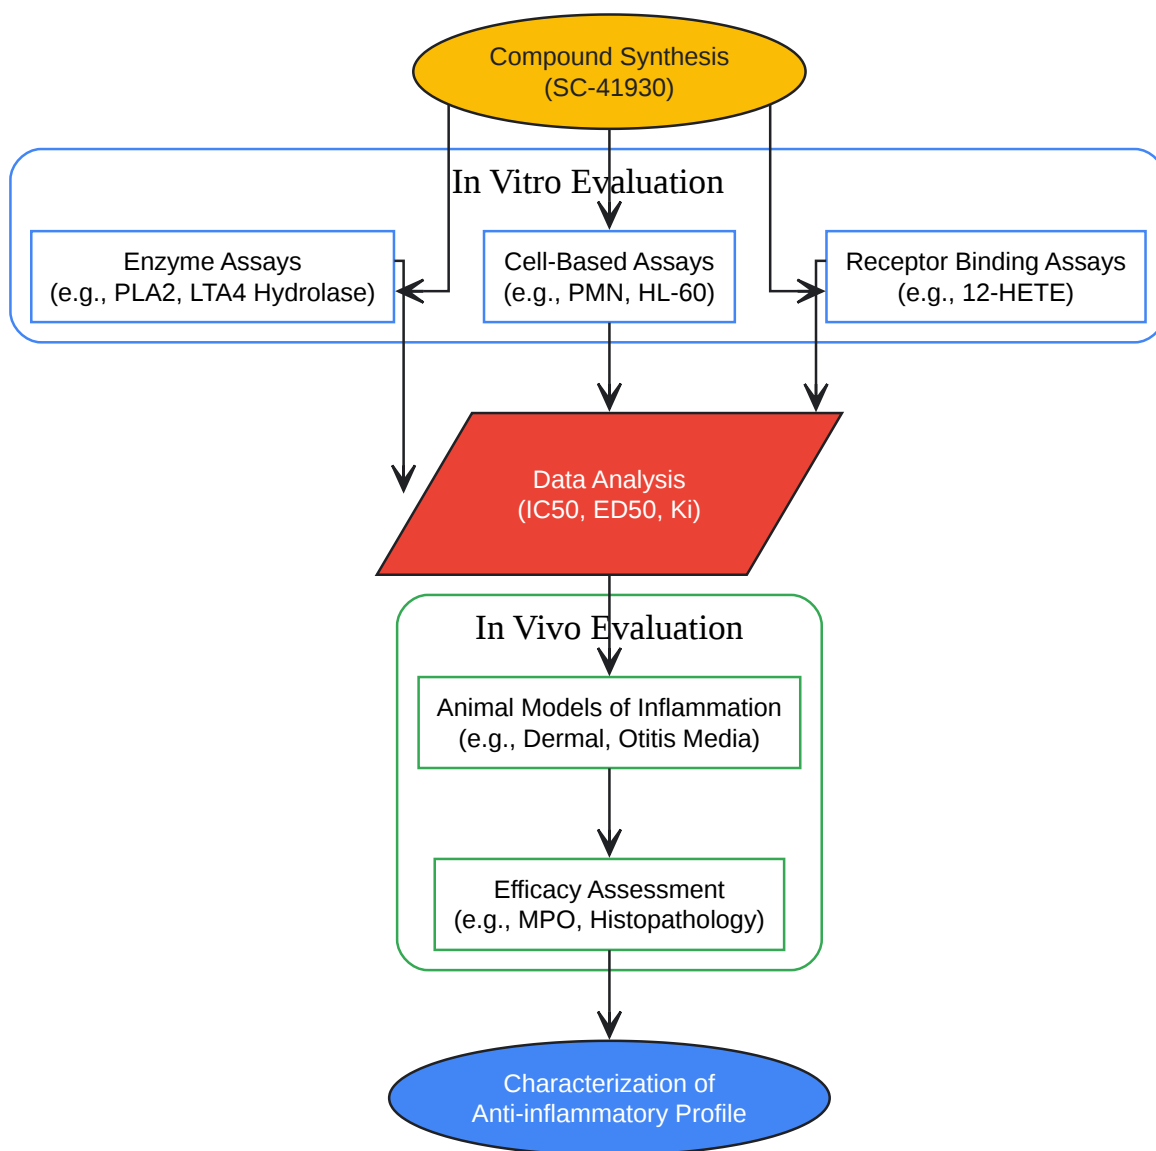 Compound Synthesis
(SC-41930)
In Vitro Evaluation
Enzyme Assays
(e.g., PLA2, LTA4 Hydrolase)
Cell-Based Assays
(e.g., PMN, HL-60)
Receptor Binding Assays
(e.g., 12-HETE)
Data Analysis
(IC50, ED50, Ki)
In Vivo Evaluation
Animal Models of Inflammation
(e.g., Dermal, Otitis Media)
Efficacy Assessment
(e.g., MPO, Histopathology)
Characterization of
Anti-inflammatory Profile